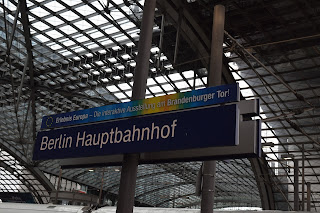 Erlebnis Europa – Die interaktive Ausstellung am Brandenburger Tor!
Berlin Hauptbahnhof